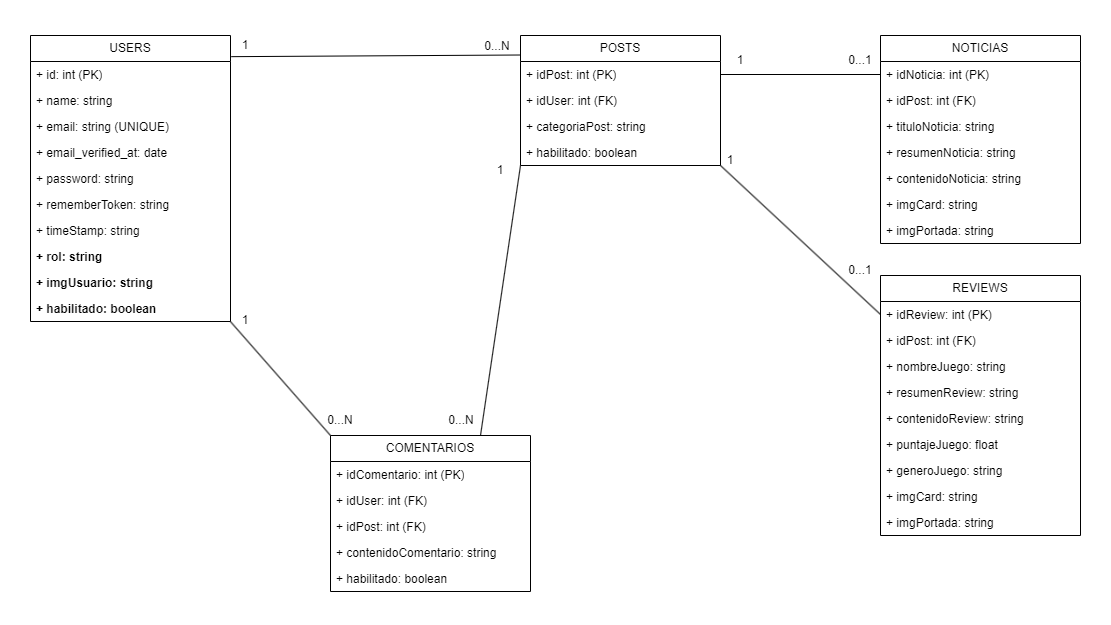 USERS
+ id: int (PK)
+ name: string
+ email: string (UNIQUE)
+ email_verified_at: date
+ password: string
+ rememberToken: string
+ timeStamp: string
+ rol: string
+ imgUsuario: string
+ habilitado: boolean
1
0...N
POSTS
+ idPost: int (PK)
+ idUser: int (FK)
+ categoriaPost: string
+ habilitado: boolean
1
0...1
NOTICIAS
+ idNoticia: int (PK)
+ idPost: int (FK)
+ tituloNoticia: string
+ resumenNoticia: string
+ contenidoNoticia: string
+ imgCard: string
+ imgPortada: string
1
1
0...1
REVIEWS
+ idReview: int (PK)
+ idPost: int (FK)
+ nombreJuego: string
+ resumenReview: string
+ contenidoReview: string
+ puntajeJuego: float
+ generoJuego: string
+ imgCard: string
+ imgPortada: string
1
0...N
0...N
COMENTARIOS
+ idComentario: int (PK)
+ idUser: int (FK)
+ idPost: int (FK)
+ contenidoComentario: string
+ habilitado: boolean